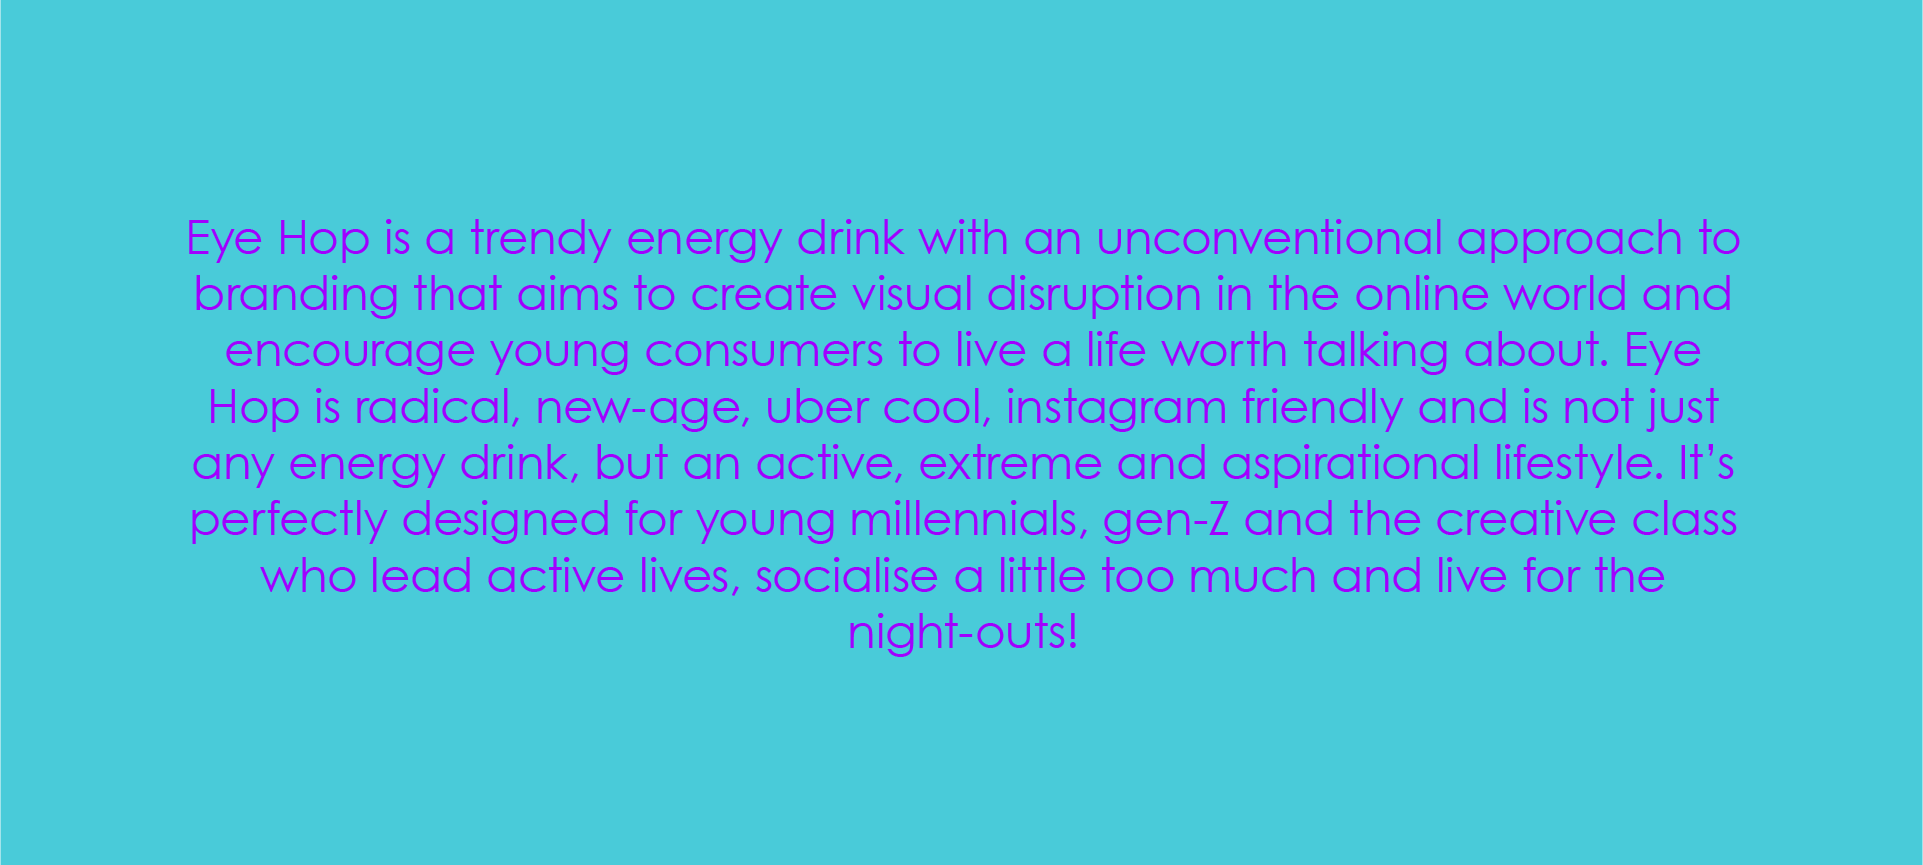 Eye Hop is a trendy energy drink with an unconventional approach to
branding that aims to create visual disruption in the online world and
encourage young consumers to live a life worth talking about. Eye
Hop is radical, new-age, uber cool, instagram friendly and is not just
any energy drink, but an active, extreme and aspirational lifestyle. It’s
perfectly designed for young millennials, gen-Z and the creative class
who lead active lives, socialise a little too much and live for the
night-outs!